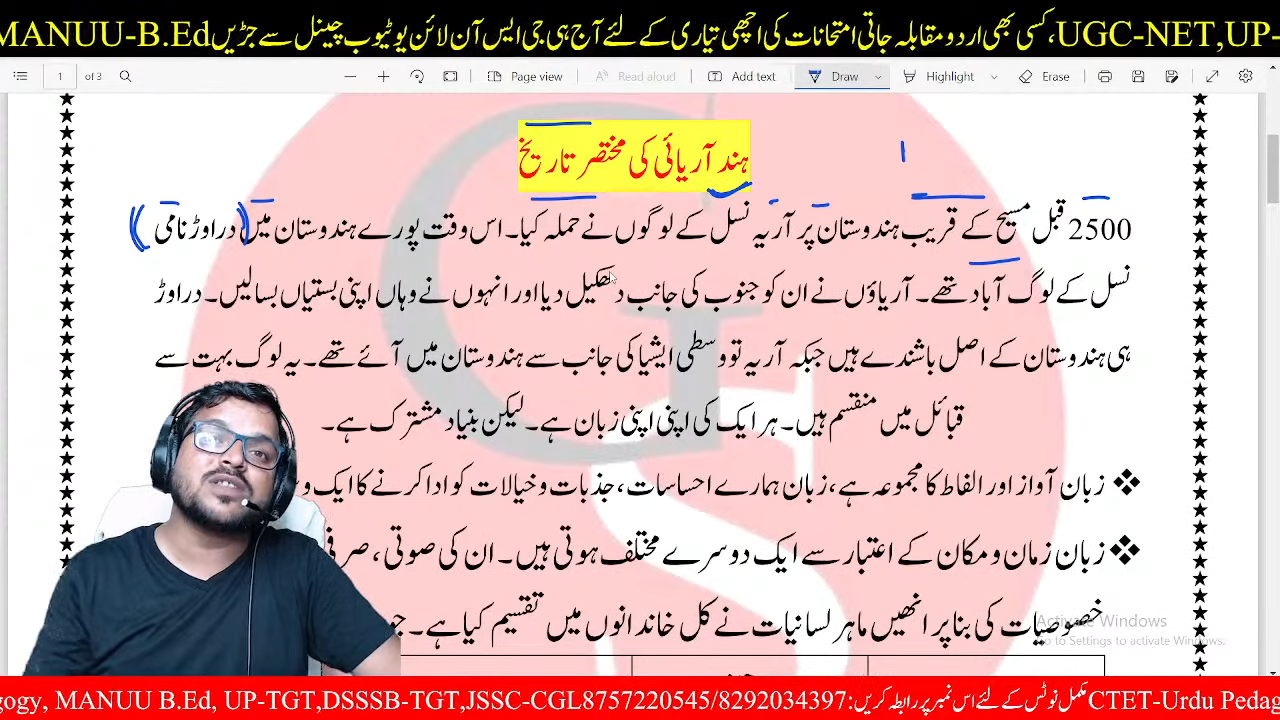 UGC-NET,UP-، کسی بھی اردو مقابلہ جاتی امتحانات کی اچھی تیاری کے لئے آج ہی جی ایس آن لائن یوٹیوب چینل سے جڑیں MANUU-B.Ed
1 of 3 Page view Read aloud Add text Draw Highlight Erase
ہند آریائی کی مختصر تاریخ
2500 قبل مسیح کے قریب ہندوستان پر آریہ نسل کے لوگوں نے حملہ کیا۔ اس وقت پورے ہندوستان میں (دراوڑ نامی
نسل کے لوگ آباد تھے۔ آریاؤں نے ان کو جنوب کی جانب دھکیل دیا اور انہوں نے وہاں اپنی بستیاں بسالیں۔ دراوڑ
ہی ہندوستان کے اصل باشندے ہیں جبکہ آریہ تو وسطی ایشیا کی جانب سے ہندوستان میں آئے تھے۔ یہ لوگ بہت سے
قبائل میں منقسم ہیں۔ ہر ایک کی اپنی اپنی زبان ہے۔ لیکن بنیاد مشترک ہے۔
❖ زبان آواز اور الفاظ کا مجموعہ ہے، زبان ہمارے احساسات، جذبات و خیالات کو ادا کرنے کا ایک
❖ زبان زمان و مکان کے اعتبار سے ایک دوسرے مختلف ہوتی ہیں۔ ان کی صوتی، صرفی
خصوصیات کی بنا پر انھیں ماہر لسانیات نے کل خاندانوں میں تقسیم کیا ہے۔
Activate Windows
Go to Settings to activate Windows.
gogy, MANUU B.Ed, UP-TGT,DSSSB-TGT,JSSC-CGL8757220545/8292034397: مکمل نوٹس کے لئے اس نمبر پر رابطہ کریں CTET-Urdu Pedag